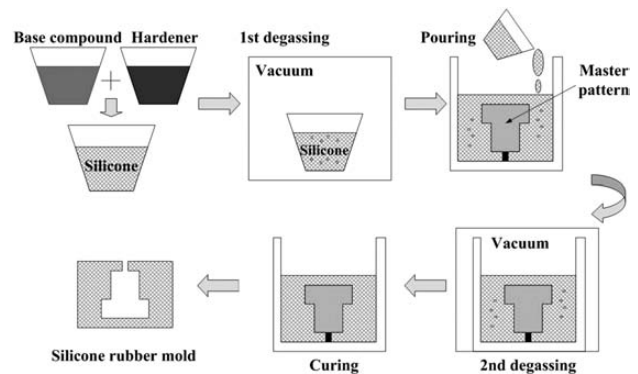 Base compound
Hardener
1st degassing
Pouring
Vacuum
Master
pattern
Silicone
Silicone
Vacuum
Silicone rubber mold
Curing
2nd degassing